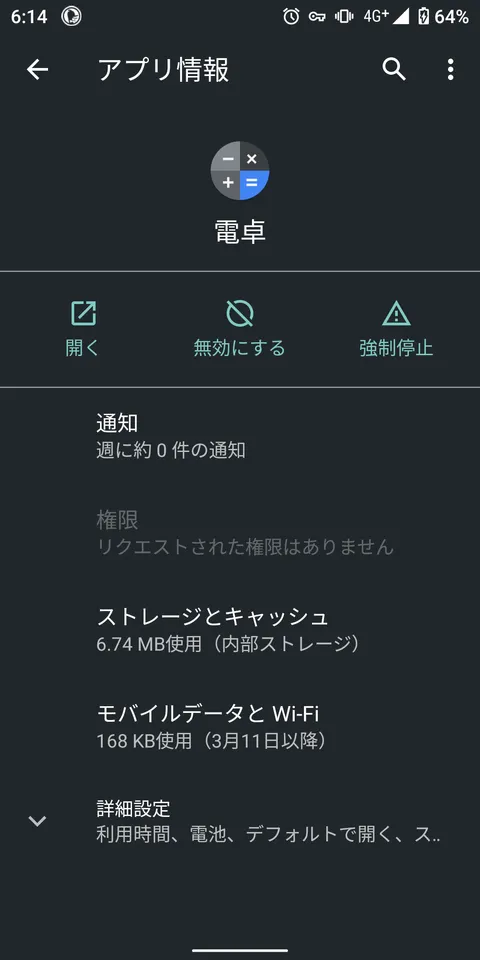 6:14 4G+ 64%
アプリ情報
電卓
開く 無効にする 強制停止
通知
週に約 0 件の通知
権限
リクエストされた権限はありません
ストレージとキャッシュ
6.74 MB使用（内部ストレージ）
モバイルデータと Wi-Fi
168 KB使用（3月11日以降）
詳細設定
利用時間、電池、デフォルトで開く、ス..